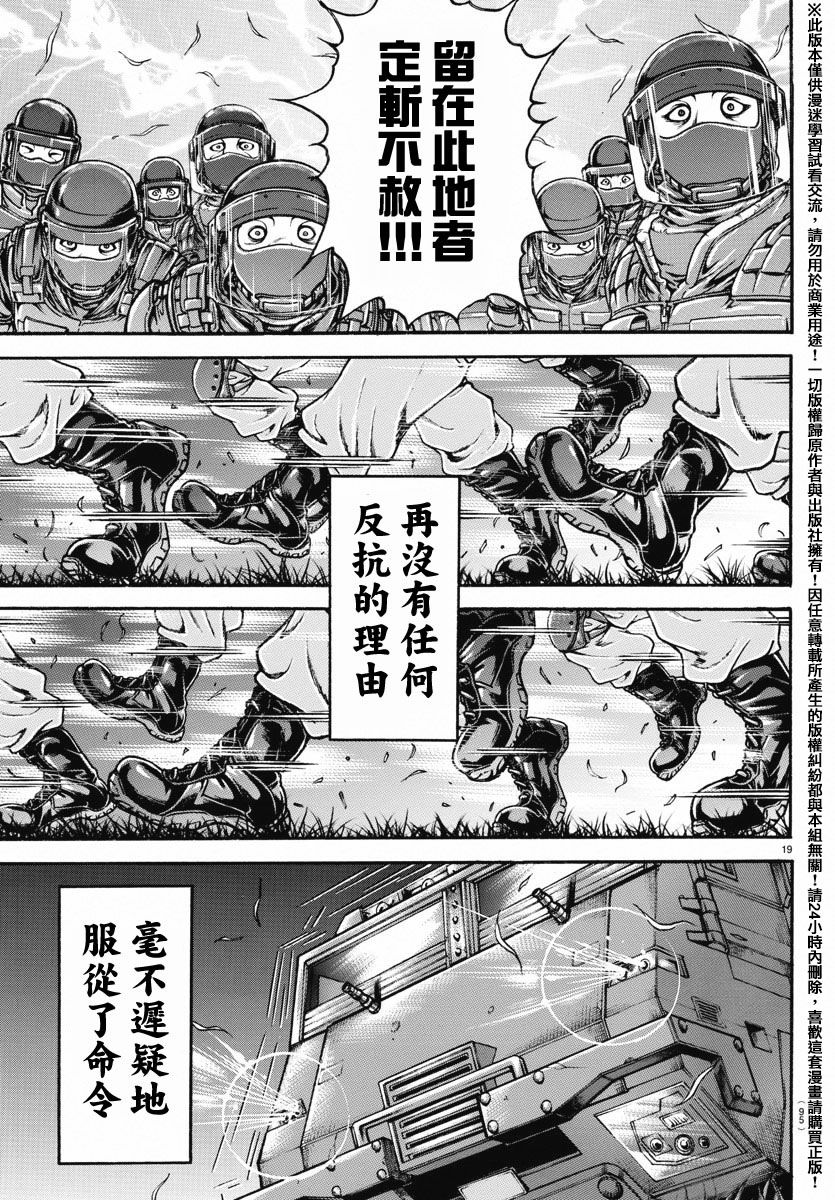 留在此地者
定斬不赦!!!
再沒有任何
反抗的理由
19
毫不遲疑地
服從了命令
(95)
※此版本僅供漫迷學習試看交流，請勿用於商業用途！一切版權歸原作者與出版社擁有！因任意轉載所產生的版權糾紛都與本組無關！請24小時內刪除，喜歡這套漫畫請購買正版！